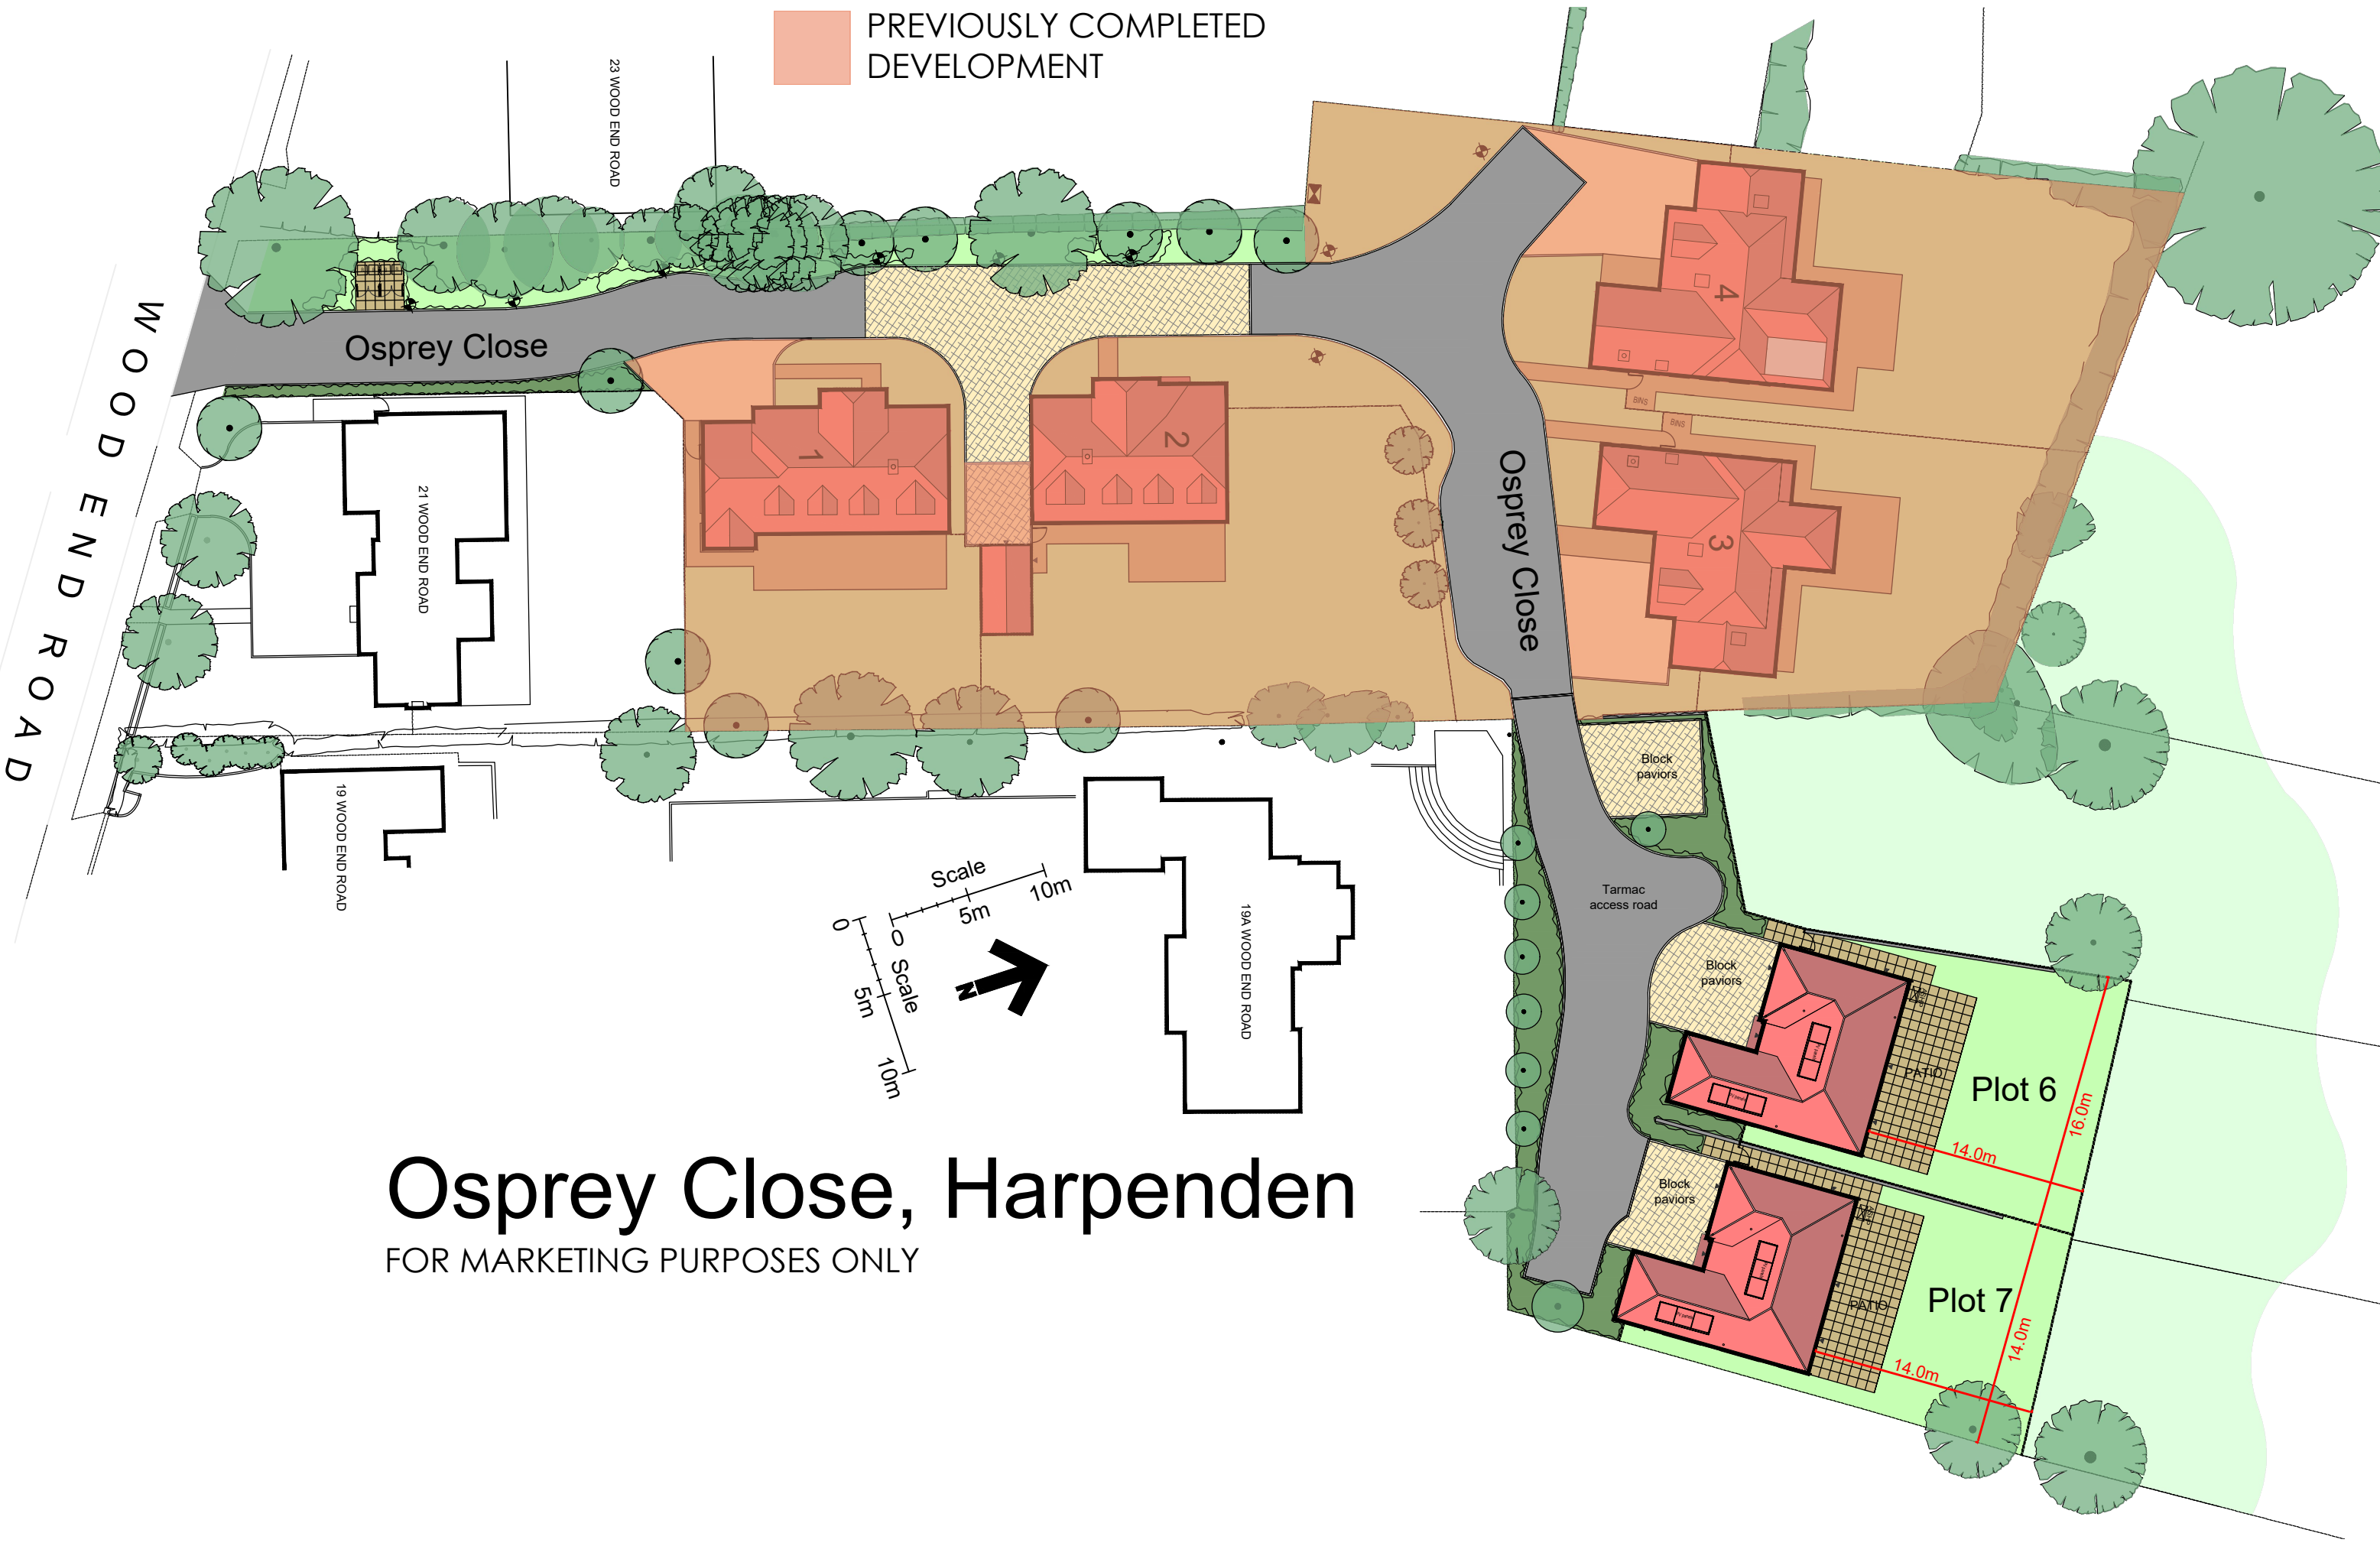 PREVIOUSLY COMPLETED
DEVELOPMENT
23 WOOD END ROAD
WOOD END ROAD
Osprey Close
21 WOOD END ROAD
19 WOOD END ROAD
1
2
4
BINS
BINS
3
Osprey Close
Block
paviors
Tarmac
access road
Block
paviors
Scale
0
5m
10m
0
Scale
5m
10m
N
19A WOOD END ROAD
PATIO
Plot 6
16.0m
14.0m
Block
paviors
PATIO
Plot 7
14.0m
14.0m
Osprey Close, Harpenden
FOR MARKETING PURPOSES ONLY